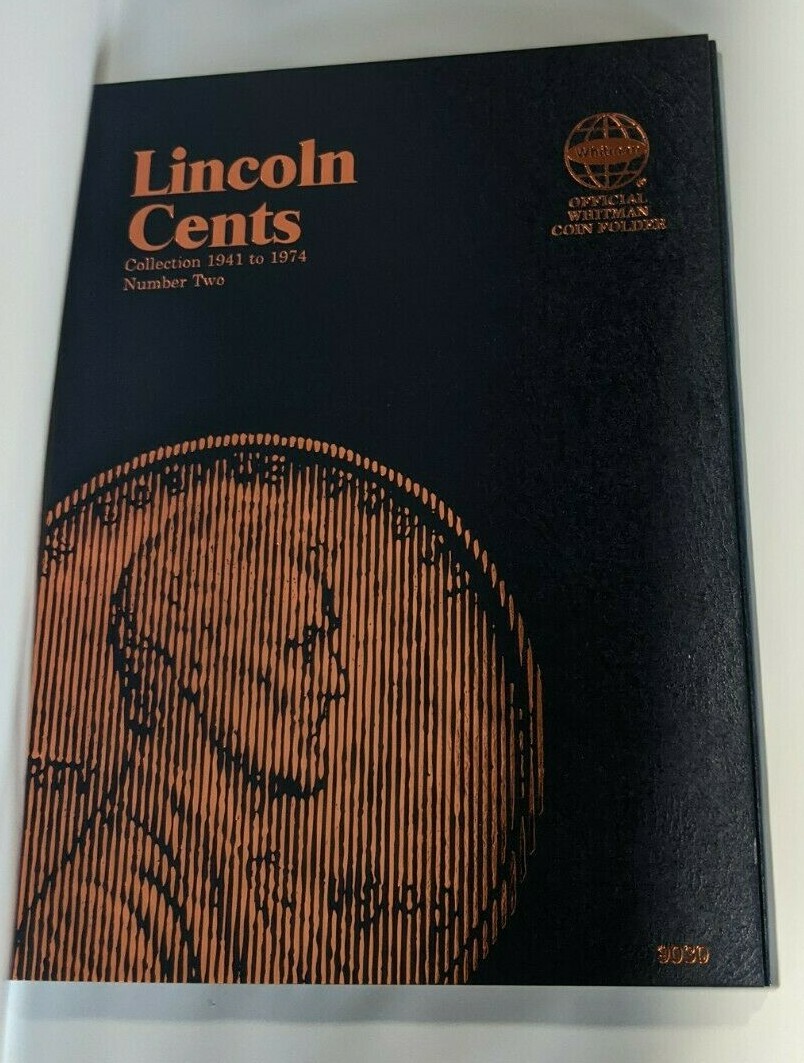 Lincoln
Cents
Collection 1941 to 1974
Number Two
Whitman
®
OFFICIAL
WHITMAN
COIN FOLDER
9030